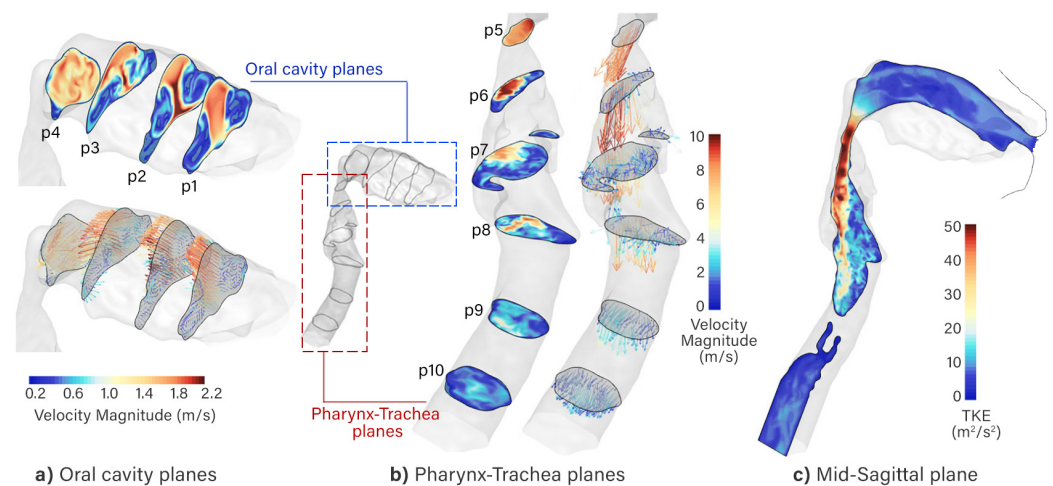 p4
p3
p2
p1
0.2 0.6 1.0 1.4 1.8 2.2
Velocity Magnitude (m/s)
a) Oral cavity planes
Oral cavity planes
Pharynx-Trachea
planes
p5
p6
p7
p8
p9
p10
10
8
6
4
2
0
Velocity
Magnitude
(m/s)
b) Pharynx-Trachea planes
50
40
30
20
10
0
TKE
(m²/s²)
c) Mid-Sagittal plane